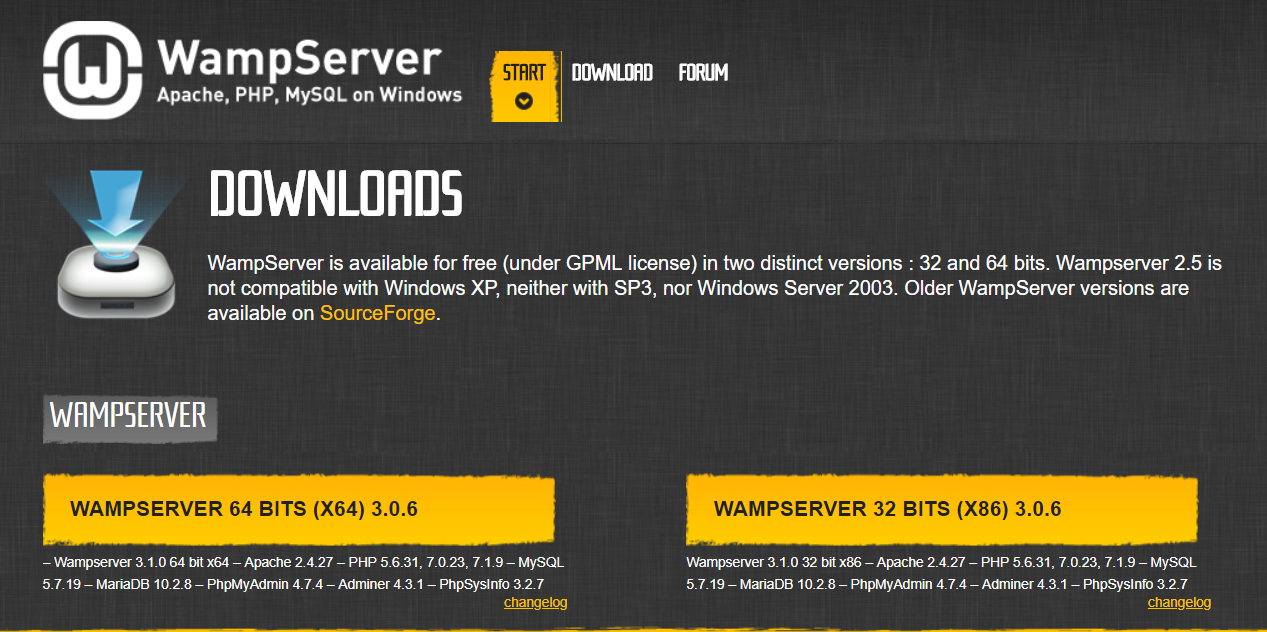 WampServer
Apache, PHP, MySQL on Windows
START
DOWNLOAD
FORUM
DOWNLOADS
WampServer is available for free (under GPML license) in two distinct versions : 32 and 64 bits. Wampserver 2.5 is
not compatible with Windows XP, neither with SP3, nor Windows Server 2003. Older WampServer versions are
available on SourceForge.
WAMPSERVER
WAMPSERVER 64 BITS (X64) 3.0.6
– Wampserver 3.1.0 64 bit x64 – Apache 2.4.27 – PHP 5.6.31, 7.0.23, 7.1.9 – MySQL
5.7.19 – MariaDB 10.2.8 – PhpMyAdmin 4.7.4 – Adminer 4.3.1 – PhpSysInfo 3.2.7
changelog
WAMPSERVER 32 BITS (X86) 3.0.6
Wampserver 3.1.0 32 bit x86 – Apache 2.4.27 – PHP 5.6.31, 7.0.23, 7.1.9 – MySQL
5.7.19 – MariaDB 10.2.8 – PhpMyAdmin 4.7.4 – Adminer 4.3.1 – PhpSysInfo 3.2.7
changelog